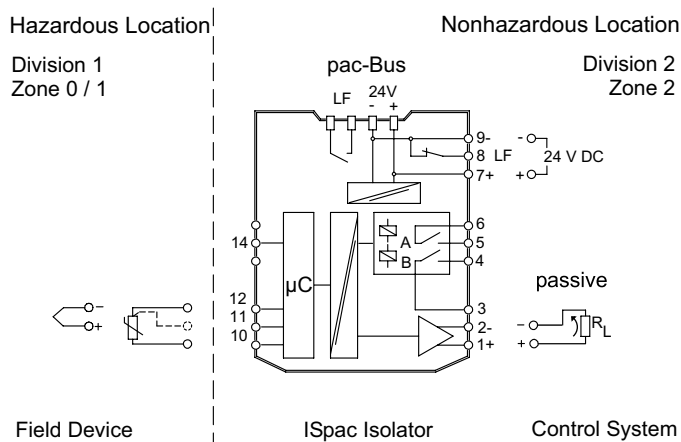 Hazardous Location
Nonhazardous Location
Division 1
Zone 0 / 1
pac-Bus
Division 2
Zone 2
LF
24V
- +
9-
8 LF
7+
-
+
24 V DC
6
5
4
A
B
14
µC
12
11
10
3
2-
1+
passive
-
+
RL
-
+
Field Device
ISpac Isolator
Control System